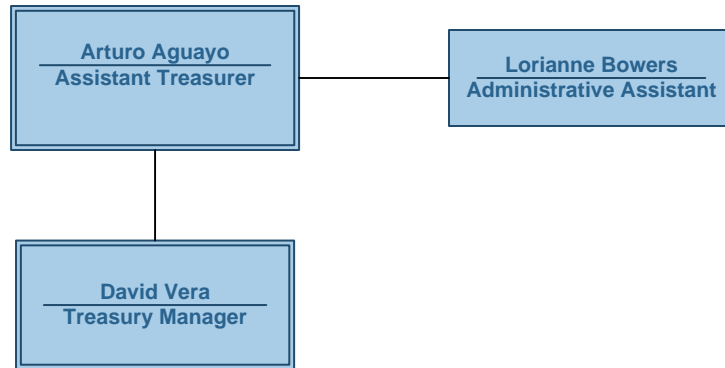 Arturo Aguayo
Assistant Treasurer
Lorianne Bowers
Administrative Assistant
David Vera
Treasury Manager